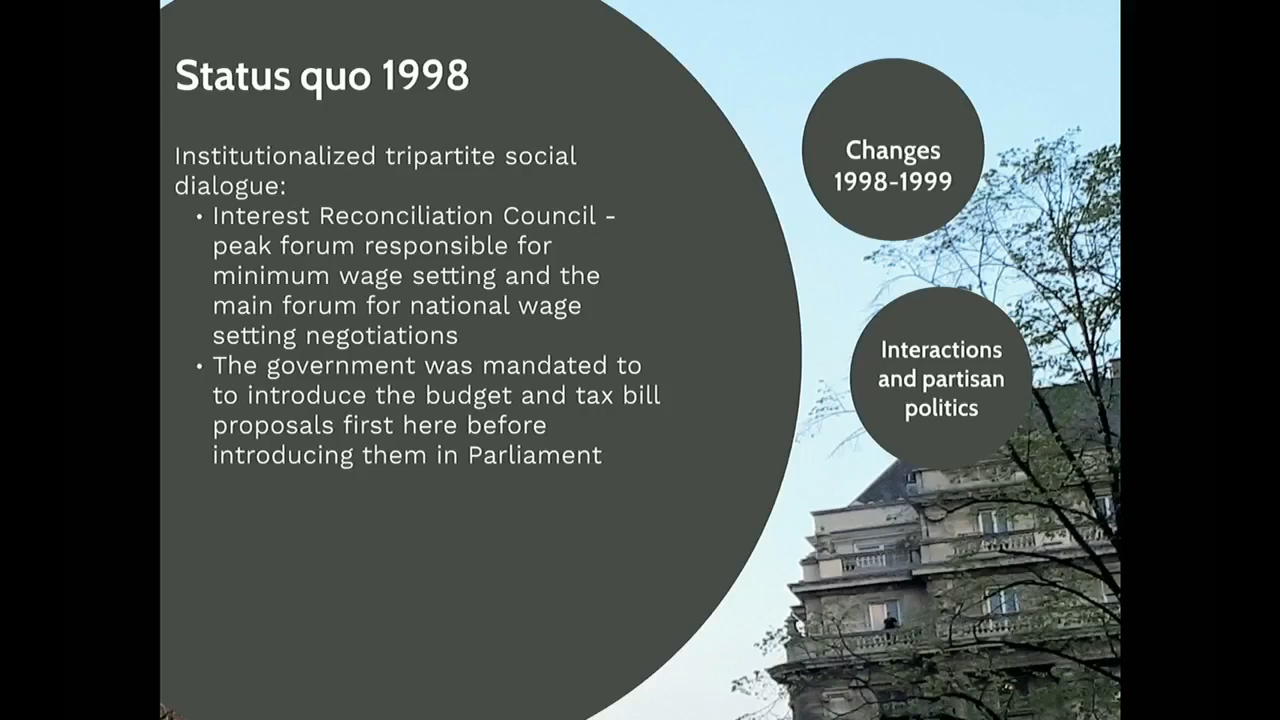 Status quo 1998
Institutionalized tripartite social
dialogue:
• Interest Reconciliation Council -
peak forum responsible for
minimum wage setting and the
main forum for national wage
setting negotiations
• The government was mandated to
to introduce the budget and tax bill
proposals first here before
introducing them in Parliament
Changes
1998-1999
Interactions
and partisan
politics